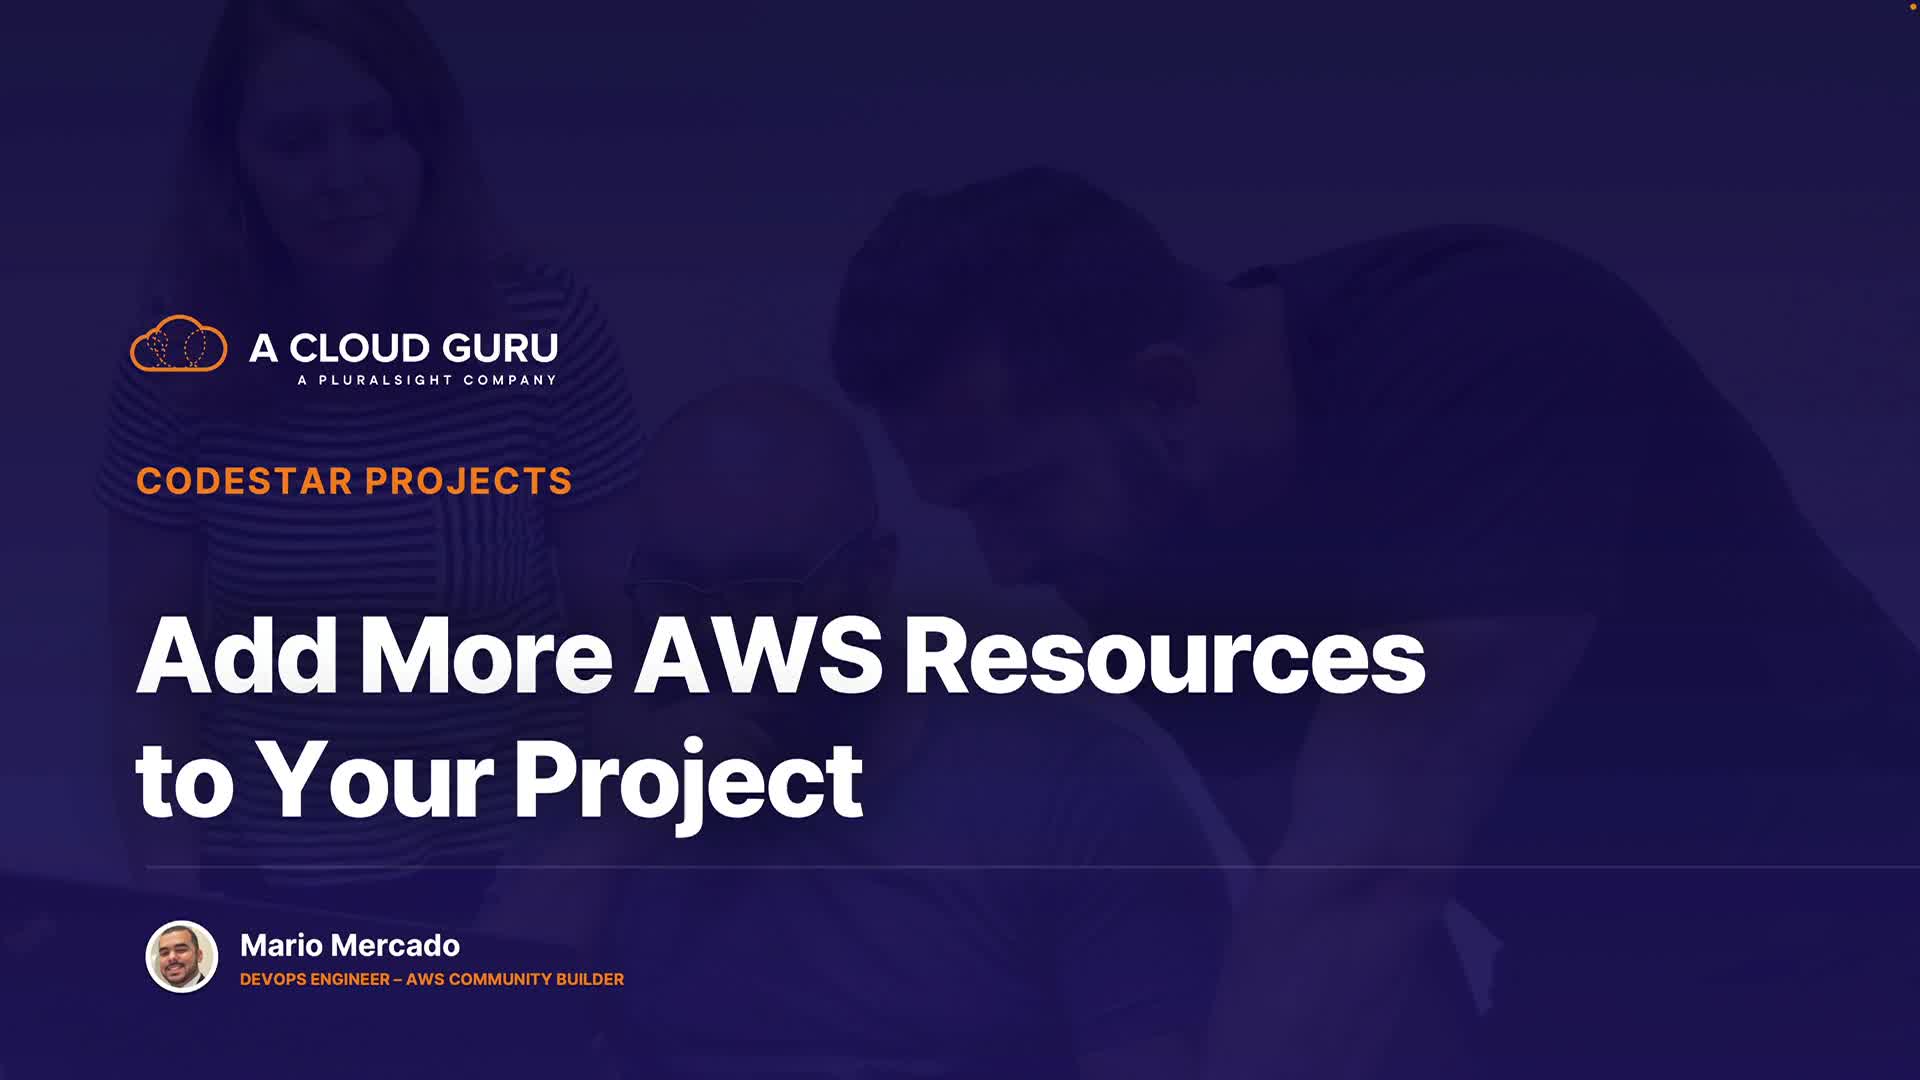 A CLOUD GURU
A PLURALSIGHT COMPANY
CODESTAR PROJECTS
Add More AWS Resources
to Your Project
Mario Mercado
DEVOPS ENGINEER – AWS COMMUNITY BUILDER